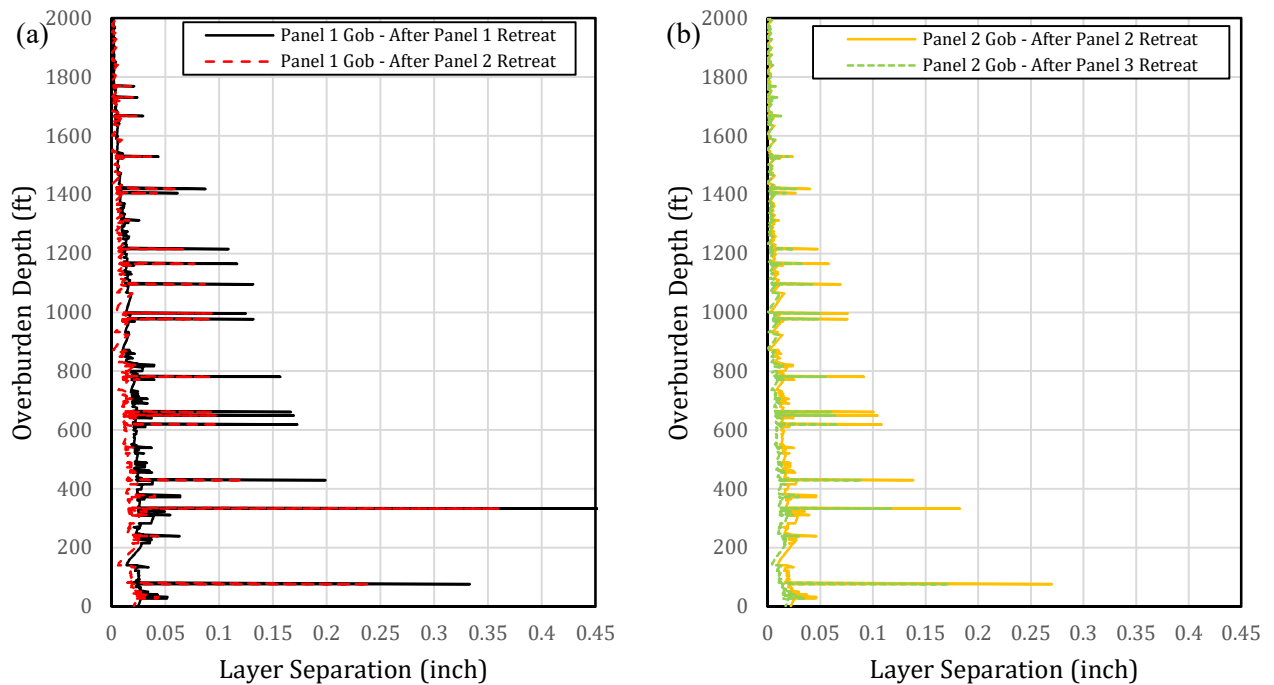 (a)
Panel 1 Gob - After Panel 1 Retreat
Panel 1 Gob - After Panel 2 Retreat
2000
1800
1600
1400
1200
1000
800
600
400
200
0
Overburden Depth (ft)
0 0.05 0.1 0.15 0.2 0.25 0.3 0.35 0.4 0.45
Layer Separation (inch)
(b)
Panel 2 Gob - After Panel 2 Retreat
Panel 2 Gob - After Panel 3 Retreat
2000
1800
1600
1400
1200
1000
800
600
400
200
0
Overburden Depth (ft)
0 0.05 0.1 0.15 0.2 0.25 0.3 0.35 0.4 0.45
Layer Separation (inch)